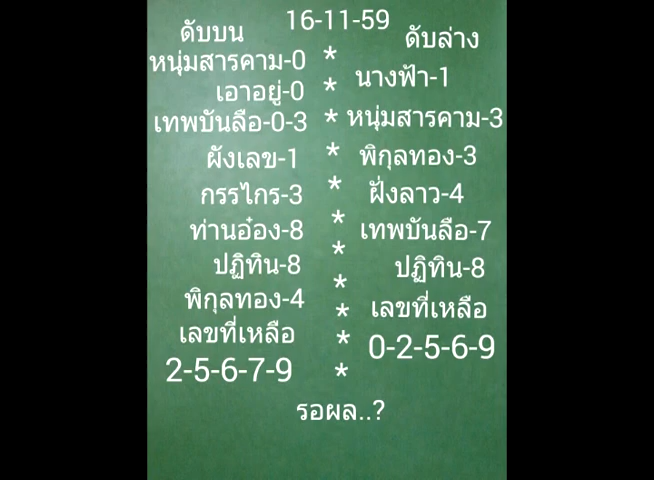 16-11-59
ดับบน
หนุ่มสารคาม-0
เอาอยู่-0
เทพบันลือ-0-3
ผังเลข-1
กรรไกร-3
ท่านอ๋อง-8
ปฏิทิน-8
พิกุลทอง-4
เลขที่เหลือ
2-5-6-7-9
*
*
*
*
*
*
*
*
*
*
*
ดับล่าง
นางฟ้า-1
หนุ่มสารคาม-3
พิกุลทอง-3
ฝั่งลาว-4
เทพบันลือ-7
ปฏิทิน-8
เลขที่เหลือ
0-2-5-6-9
รอผล..?